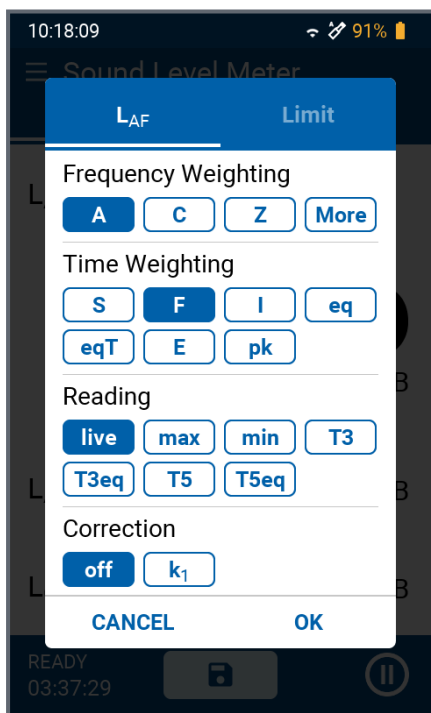 10:18:09 91%
Sound Level Meter
L_AF Limit
Frequency Weighting
A C Z More
Time Weighting
S F I eq
eqT E pk
Reading
live max min T3
T3eq T5 T5eq
Correction
off k₁
CANCEL OK
READY
03:37:29